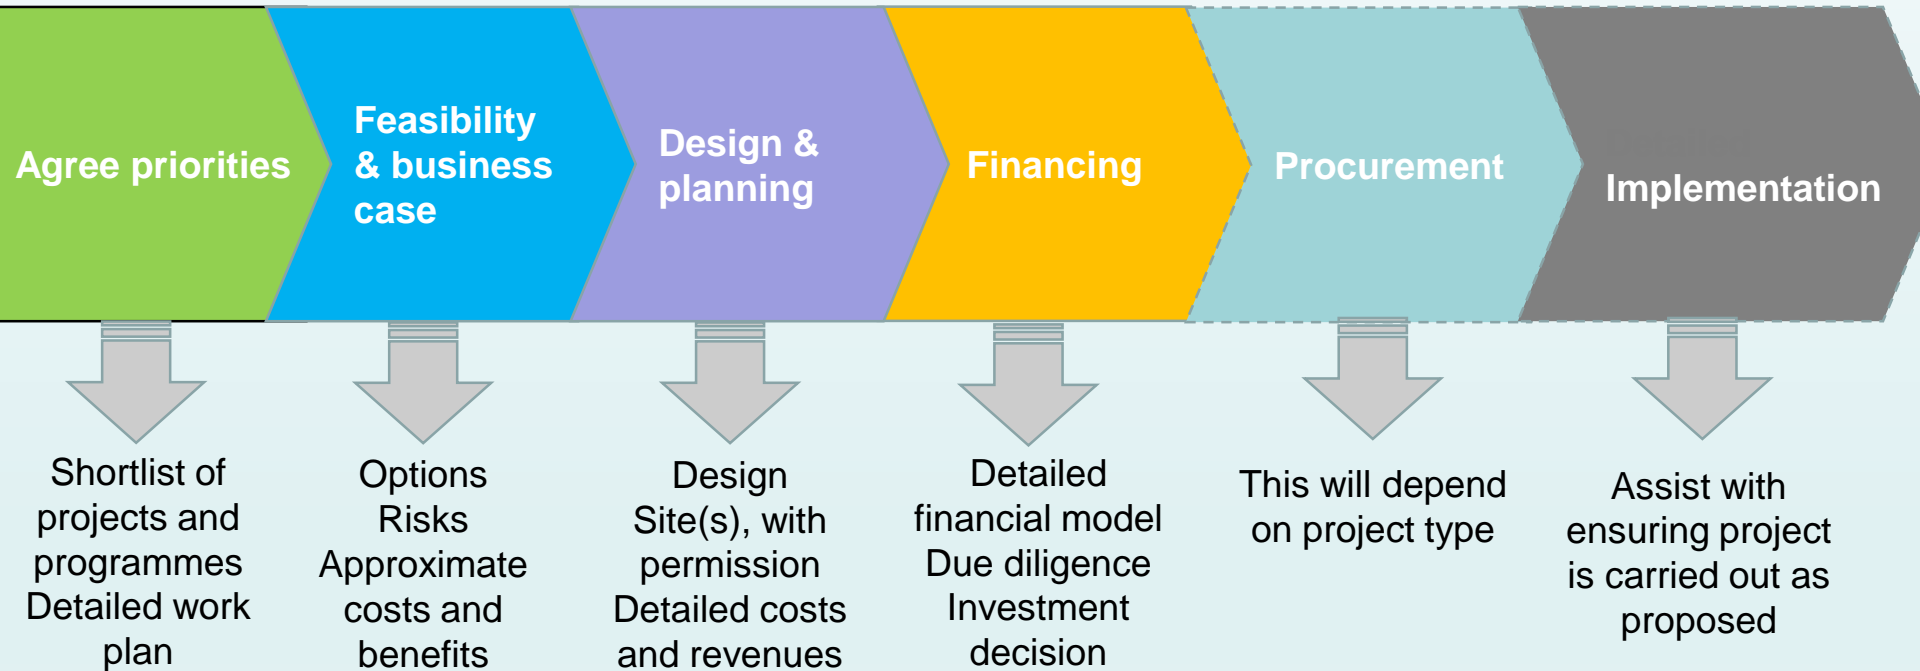 Agree priorities
Feasibility
& business
case
Design &
planning
Financing
Procurement
Implementation
Shortlist of
projects and
programmes
Detailed work
plan
Options
Risks
Approximate
costs and
benefits
Design
Site(s), with
permission
Detailed costs
and revenues
Detailed
financial model
Due diligence
Investment
decision
This will depend
on project type
Assist with
ensuring project
is carried out as
proposed